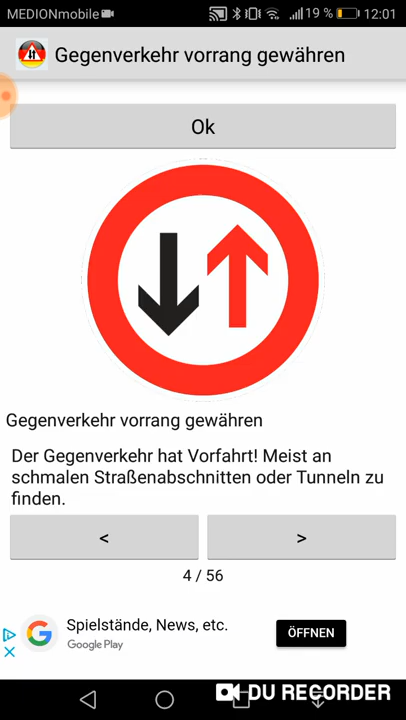 MEDIONmobile 19 % 12:01
Gegenverkehr vorrang gewähren
Ok
Gegenverkehr vorrang gewähren
Der Gegenverkehr hat Vorfahrt! Meist an
schmalen Straßenabschnitten oder Tunneln zu
finden.
< >
4 / 56
Spielstände, News, etc.
Google Play
ÖFFNEN
DU RECORDER